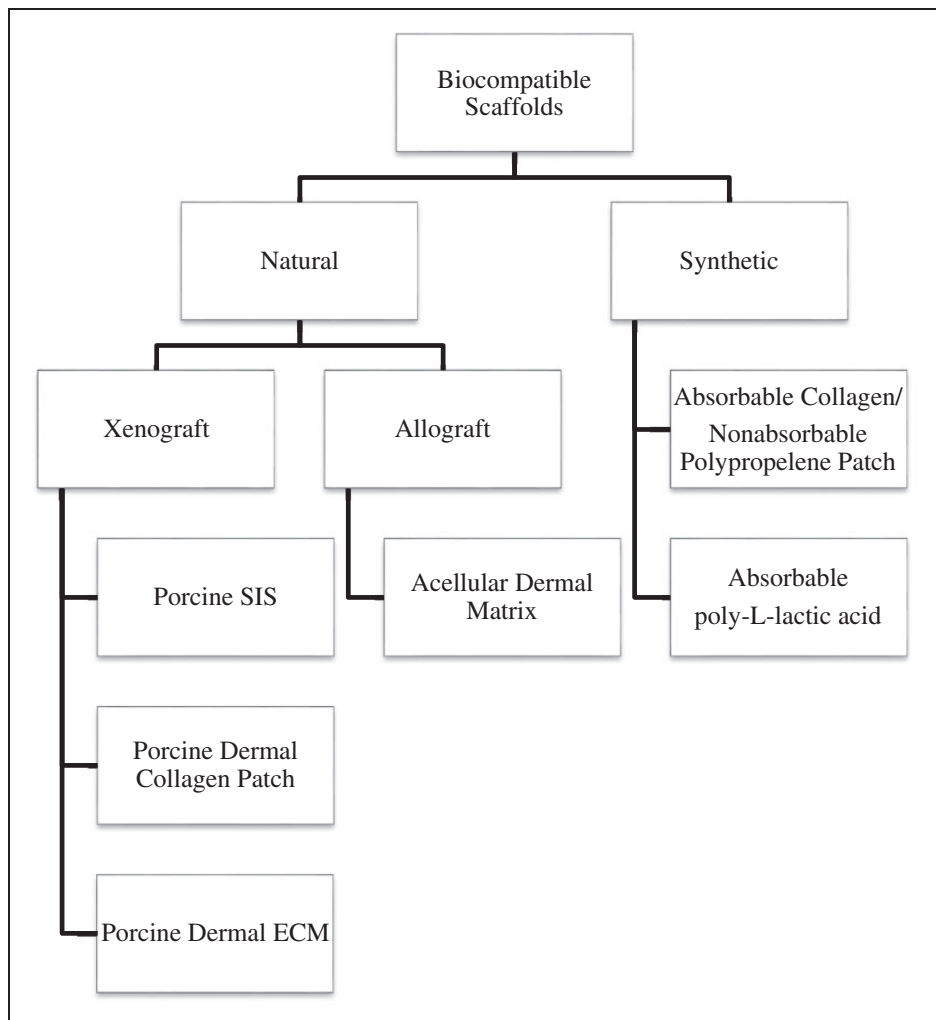 Biocompatible
Scaffolds
Natural
Synthetic
Xenograft
Allograft
Absorbable Collagen/
Nonabsorbable
Polypropelene Patch
Porcine SIS
Acellular Dermal
Matrix
Absorbable
poly-L-lactic acid
Porcine Dermal
Collagen Patch
Porcine Dermal ECM